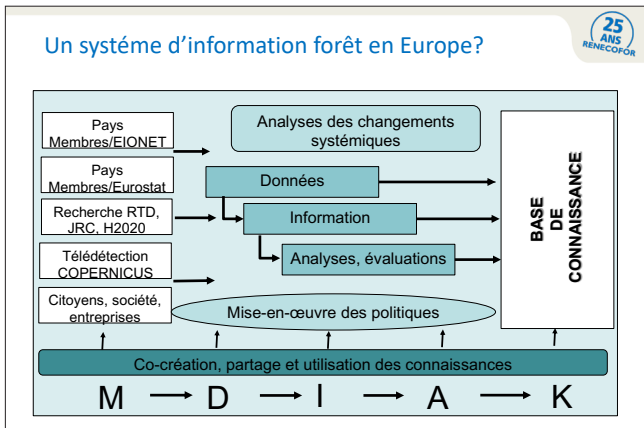 Un systéme d'information forêt en Europe?
25
ANS
RENECOFOR
Pays
Membres/EIONET
Pays
Membres/Eurostat
Recherche RTD,
JRC, H2020
Télédétection
COPERNICUS
Citoyens, société,
entreprises
Analyses des changements
systémiques
Données
Information
Analyses, évaluations
Mise-en-œuvre des politiques
BASE
DE
CONNAISSANCE
Co-création, partage et utilisation des connaissances
M D I A K